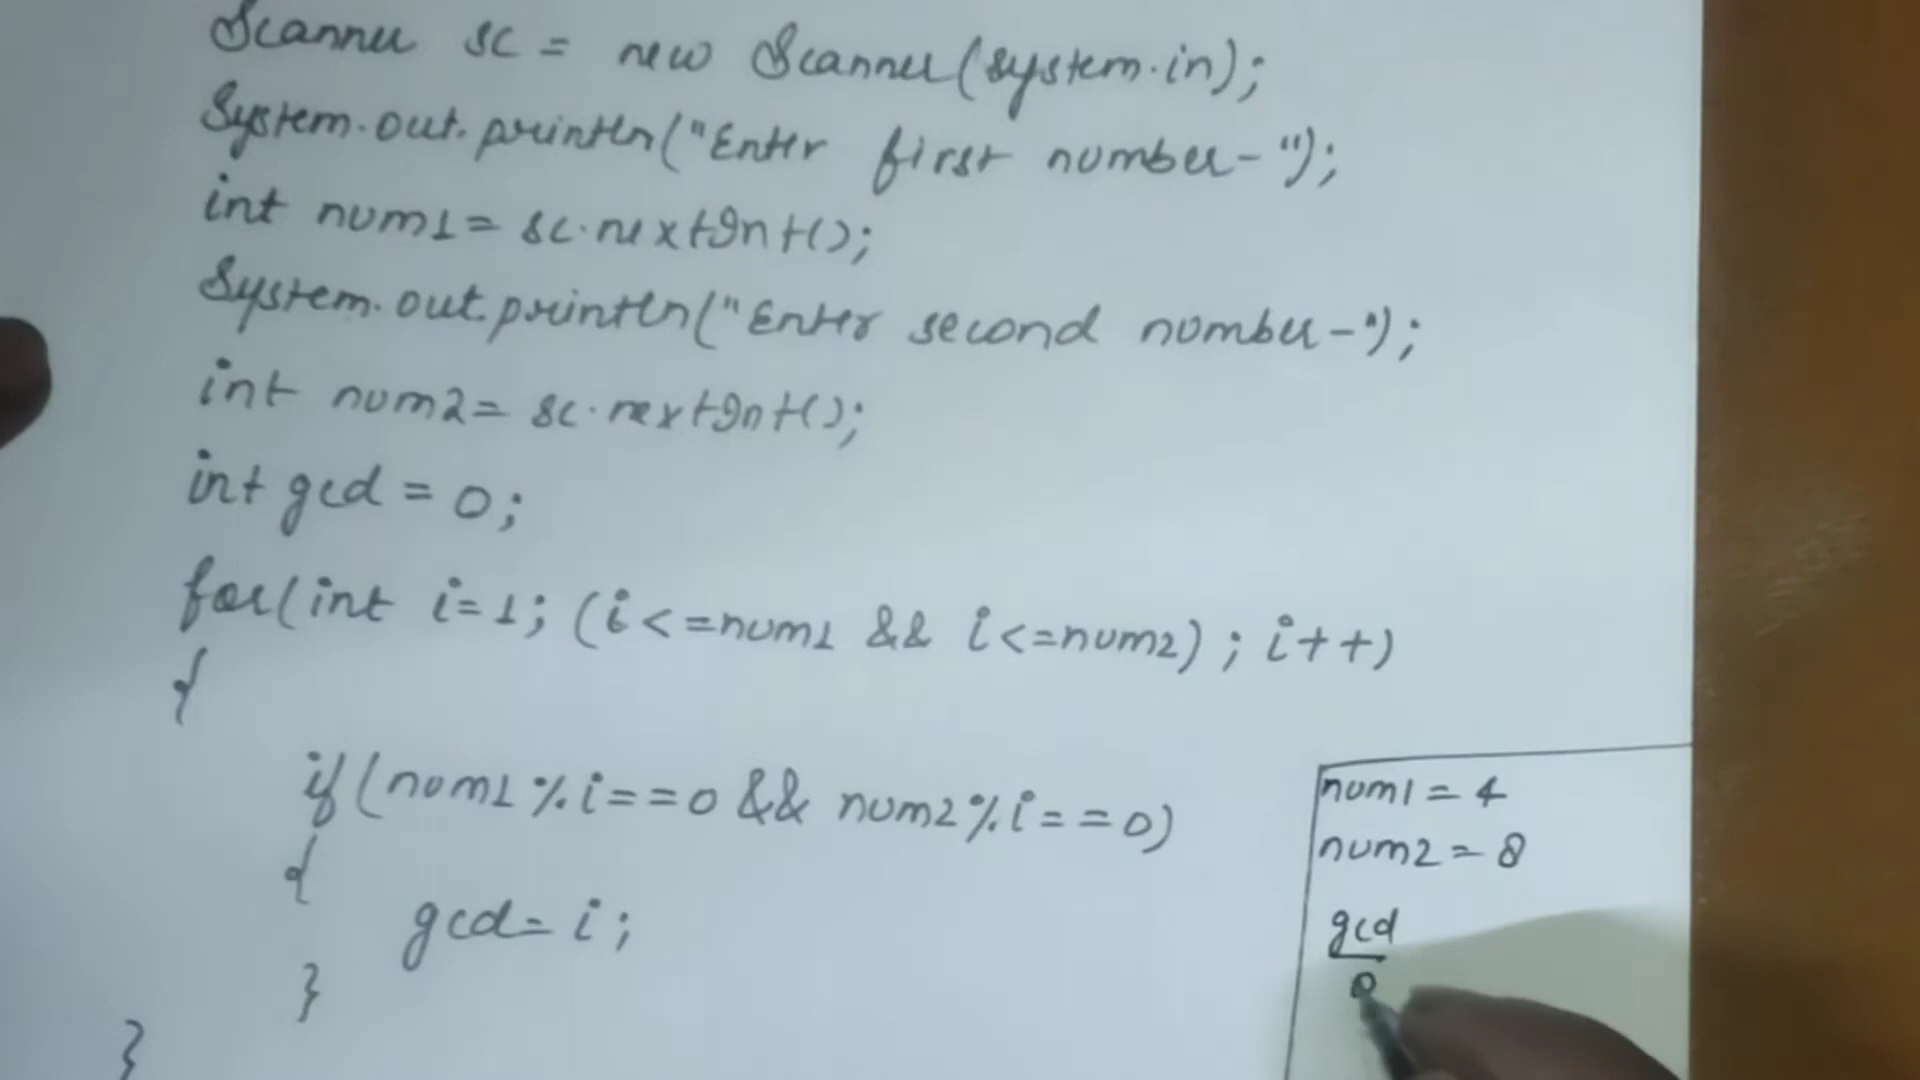 Scanner sc = new Scanner(system.in);
System.out.println("Enter first number-");
int num1= sc.nextInt();
System.out.println("Enter second number-");
int num2= sc.nextInt();
int gcd = 0;
for(int i=1; (i<=num1 && i<=num2) ; i++)
{
if(num1%i==0 && num2%i==0)
{
gcd= i;
}
}
num1 = 4
num2 = 8
gcd
0